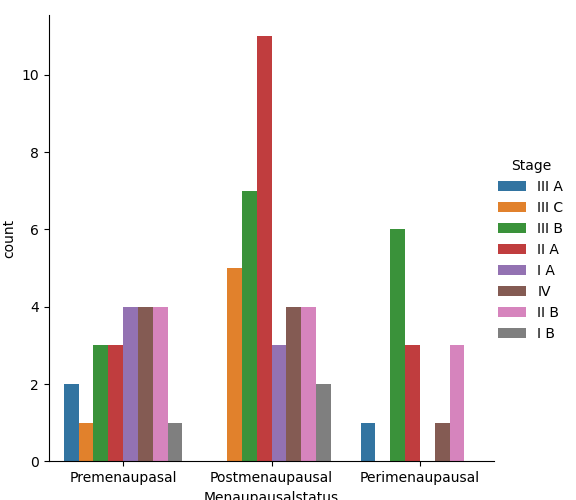 10
8
6
4
2
0
count
Premenaupasal
Postmenaupausal
Perimenaupausal
Menaupausalstatus
Stage
III A
III C
III B
II A
I A
IV
II B
I B